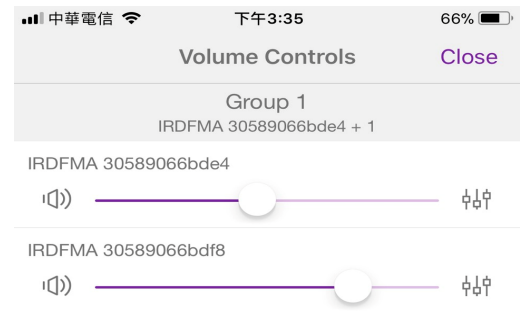 中華電信 下午3:35 66%
Volume Controls Close
Group 1
IRDFMA 30589066bde4 + 1
IRDFMA 30589066bde4
IRDFMA 30589066bdf8